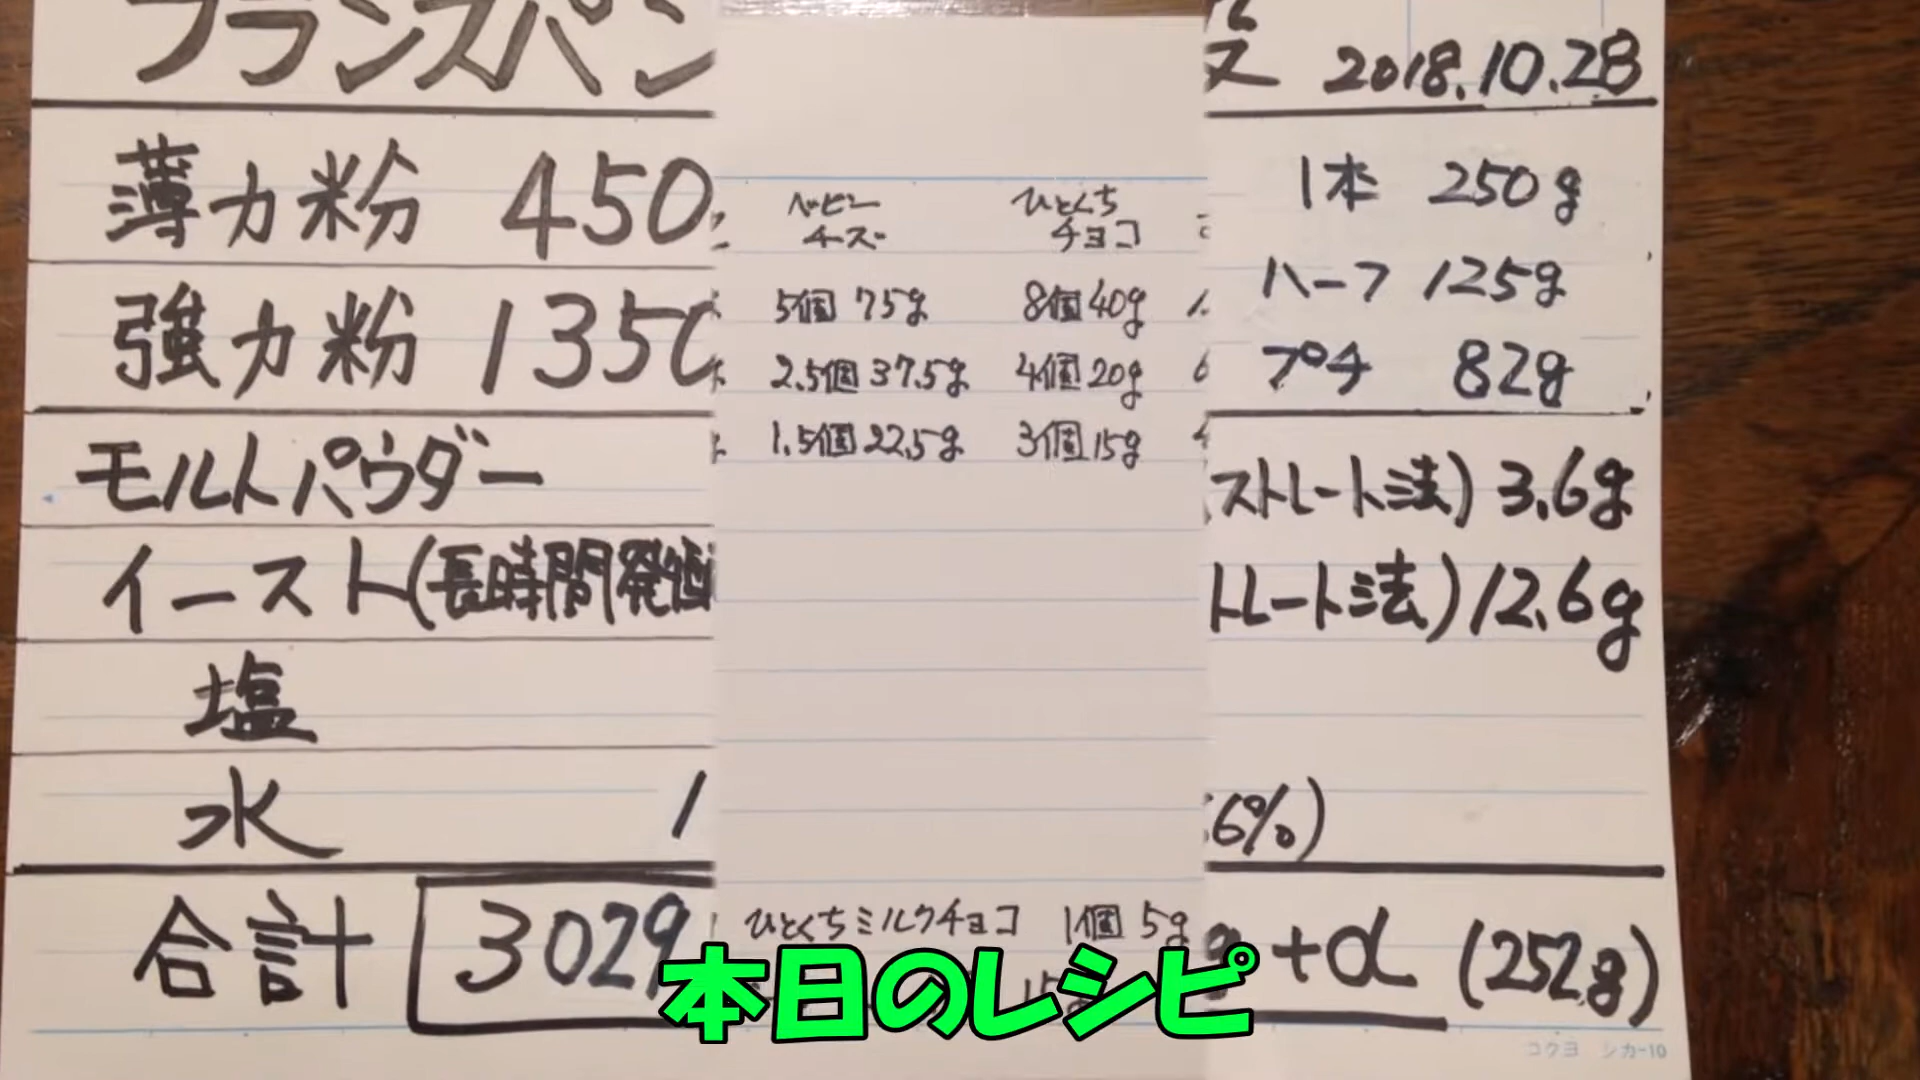 フランスパン
2018.10.28
薄力粉 450
強力粉 1350
モルトパウダー
イースト(長時間発酵
塩
水 1
合計 3029
ベビーチーズ
ひとくちチョコ
5個 75g 8個 40g
2.5個 37.5g 4個 20g
1.5個 22.5g 3個 15g
ひとくちミルクチョコ 1個 5g
1本 250g
ハーフ 125g
プチ 82g
ストレート法) 3.6g
トレート法) 12.6g
6%)
g +α (252g)
本日のレシピ
コクヨ シカ-10